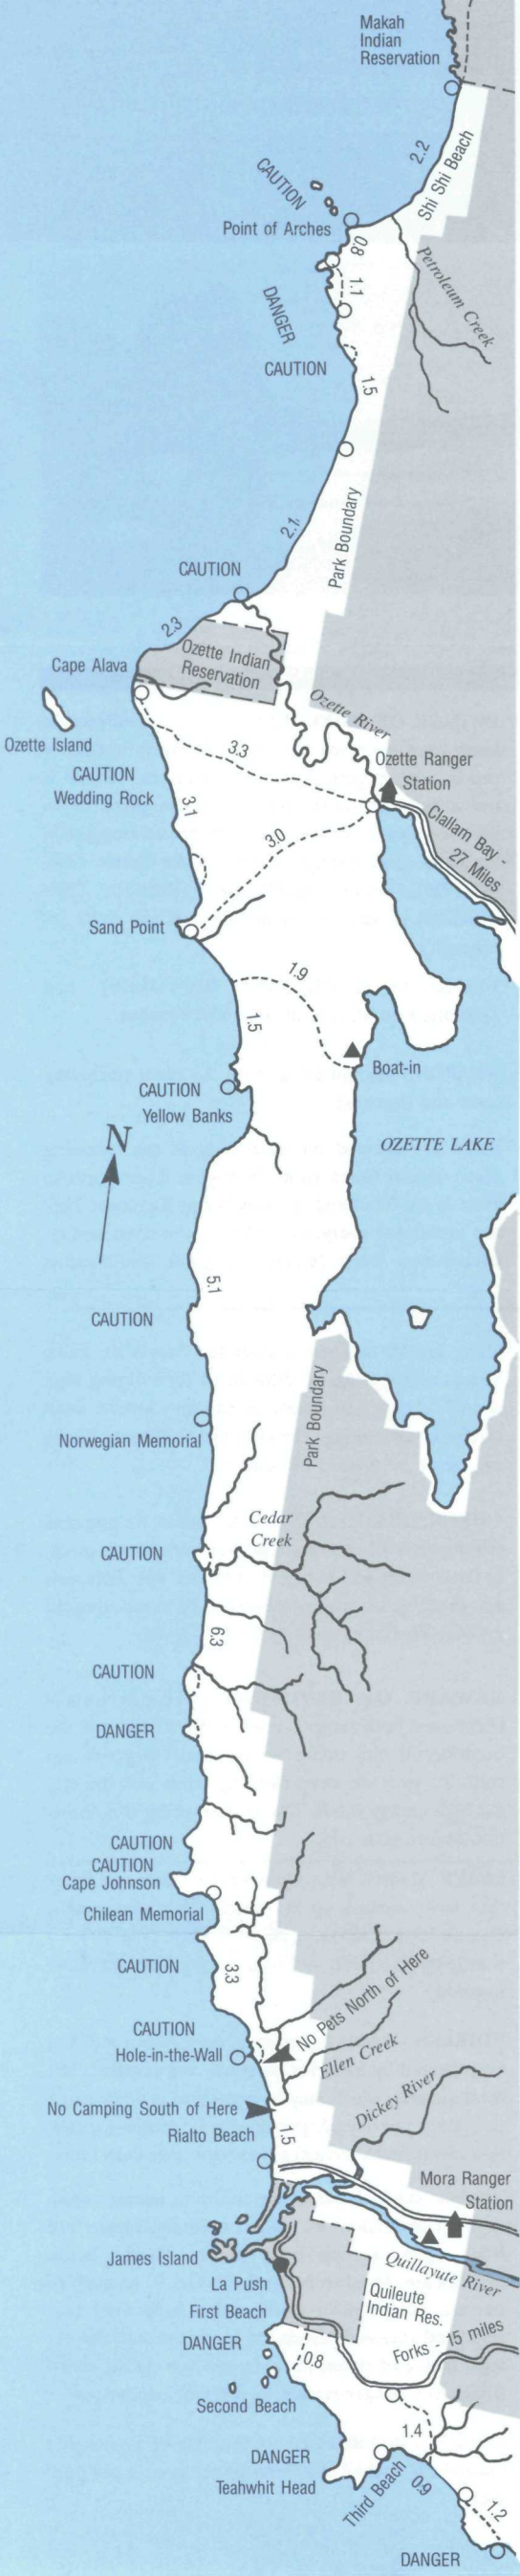 Makah
Indian
Reservation
2.2
Shi Shi Beach
CAUTION
Point of Arches
0.8
Petroleum Creek
1.1
DANGER
CAUTION
1.5
2.1
Park Boundary
CAUTION
2.3
Ozette Indian
Reservation
Cape Alava
Ozette River
Ozette Island
3.3
Ozette Ranger
Station
CAUTION
Wedding Rock
3.1
Clallam Bay -
27 Miles
3.0
Sand Point
1.9
1.5
Boat-in
CAUTION
Yellow Banks
N
OZETTE LAKE
5.1
CAUTION
Park Boundary
Norwegian Memorial
Cedar
Creek
CAUTION
6.3
CAUTION
DANGER
CAUTION
CAUTION
Cape Johnson
Chilean Memorial
3.3
CAUTION
No Pets North of Here
CAUTION
Hole-in-the-Wall
Ellen Creek
No Camping South of Here
Dickey River
Rialto Beach
1.5
Mora Ranger
Station
James Island
Quillayute River
La Push
Quileute
Indian Res.
First Beach
DANGER
Forks - 15 miles
0.8
Second Beach
1.4
DANGER
Teahwhit Head
Third Beach
0.9
1.2
DANGER